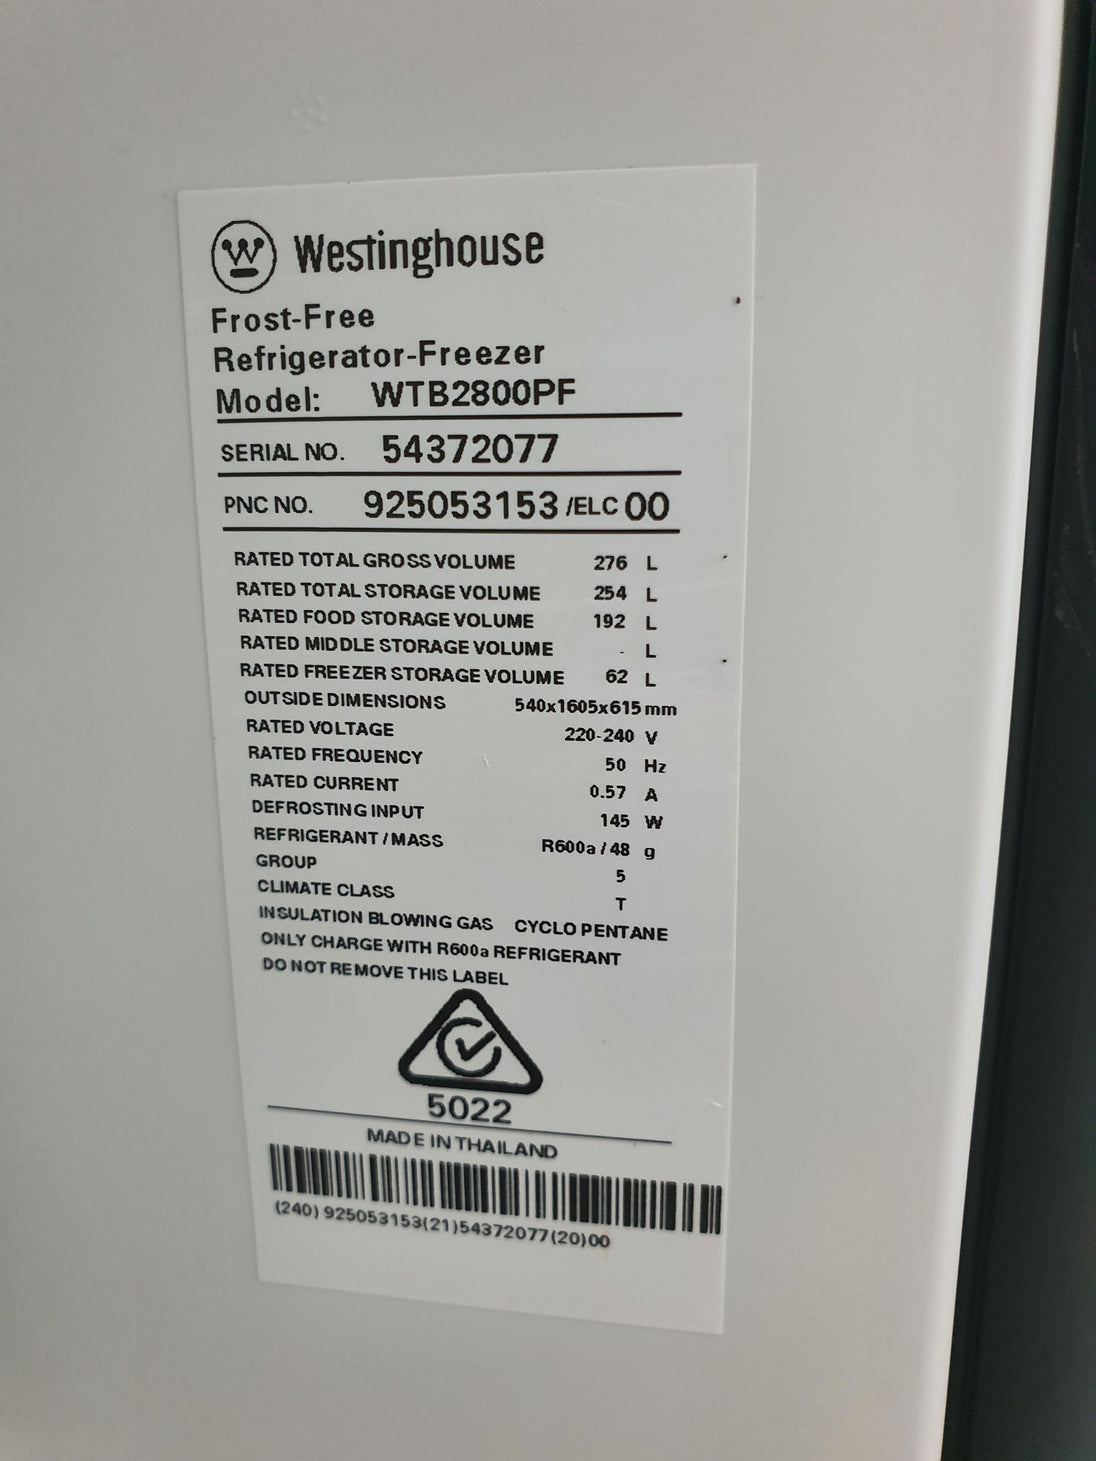 W
Westinghouse
Frost-Free
Refrigerator-Freezer
Model: WTB2800PF
SERIAL NO. 54372077
PNC NO. 925053153 /ELC 00
RATED TOTAL GROSS VOLUME 276 L
RATED TOTAL STORAGE VOLUME 254 L
RATED FOOD STORAGE VOLUME 192 L
RATED MIDDLE STORAGE VOLUME - L
RATED FREEZER STORAGE VOLUME 62 L
OUTSIDE DIMENSIONS 540x1605x615 mm
RATED VOLTAGE 220-240 V
RATED FREQUENCY 50 Hz
RATED CURRENT 0.57 A
DEFROSTING INPUT 145 W
REFRIGERANT / MASS R600a / 48 g
GROUP 5
CLIMATE CLASS T
INSULATION BLOWING GAS CYCLO PENTANE
ONLY CHARGE WITH R600a REFRIGERANT
DO NOT REMOVE THIS LABEL
5022
MADE IN THAILAND
(240) 925053153(21)54372077(20)00